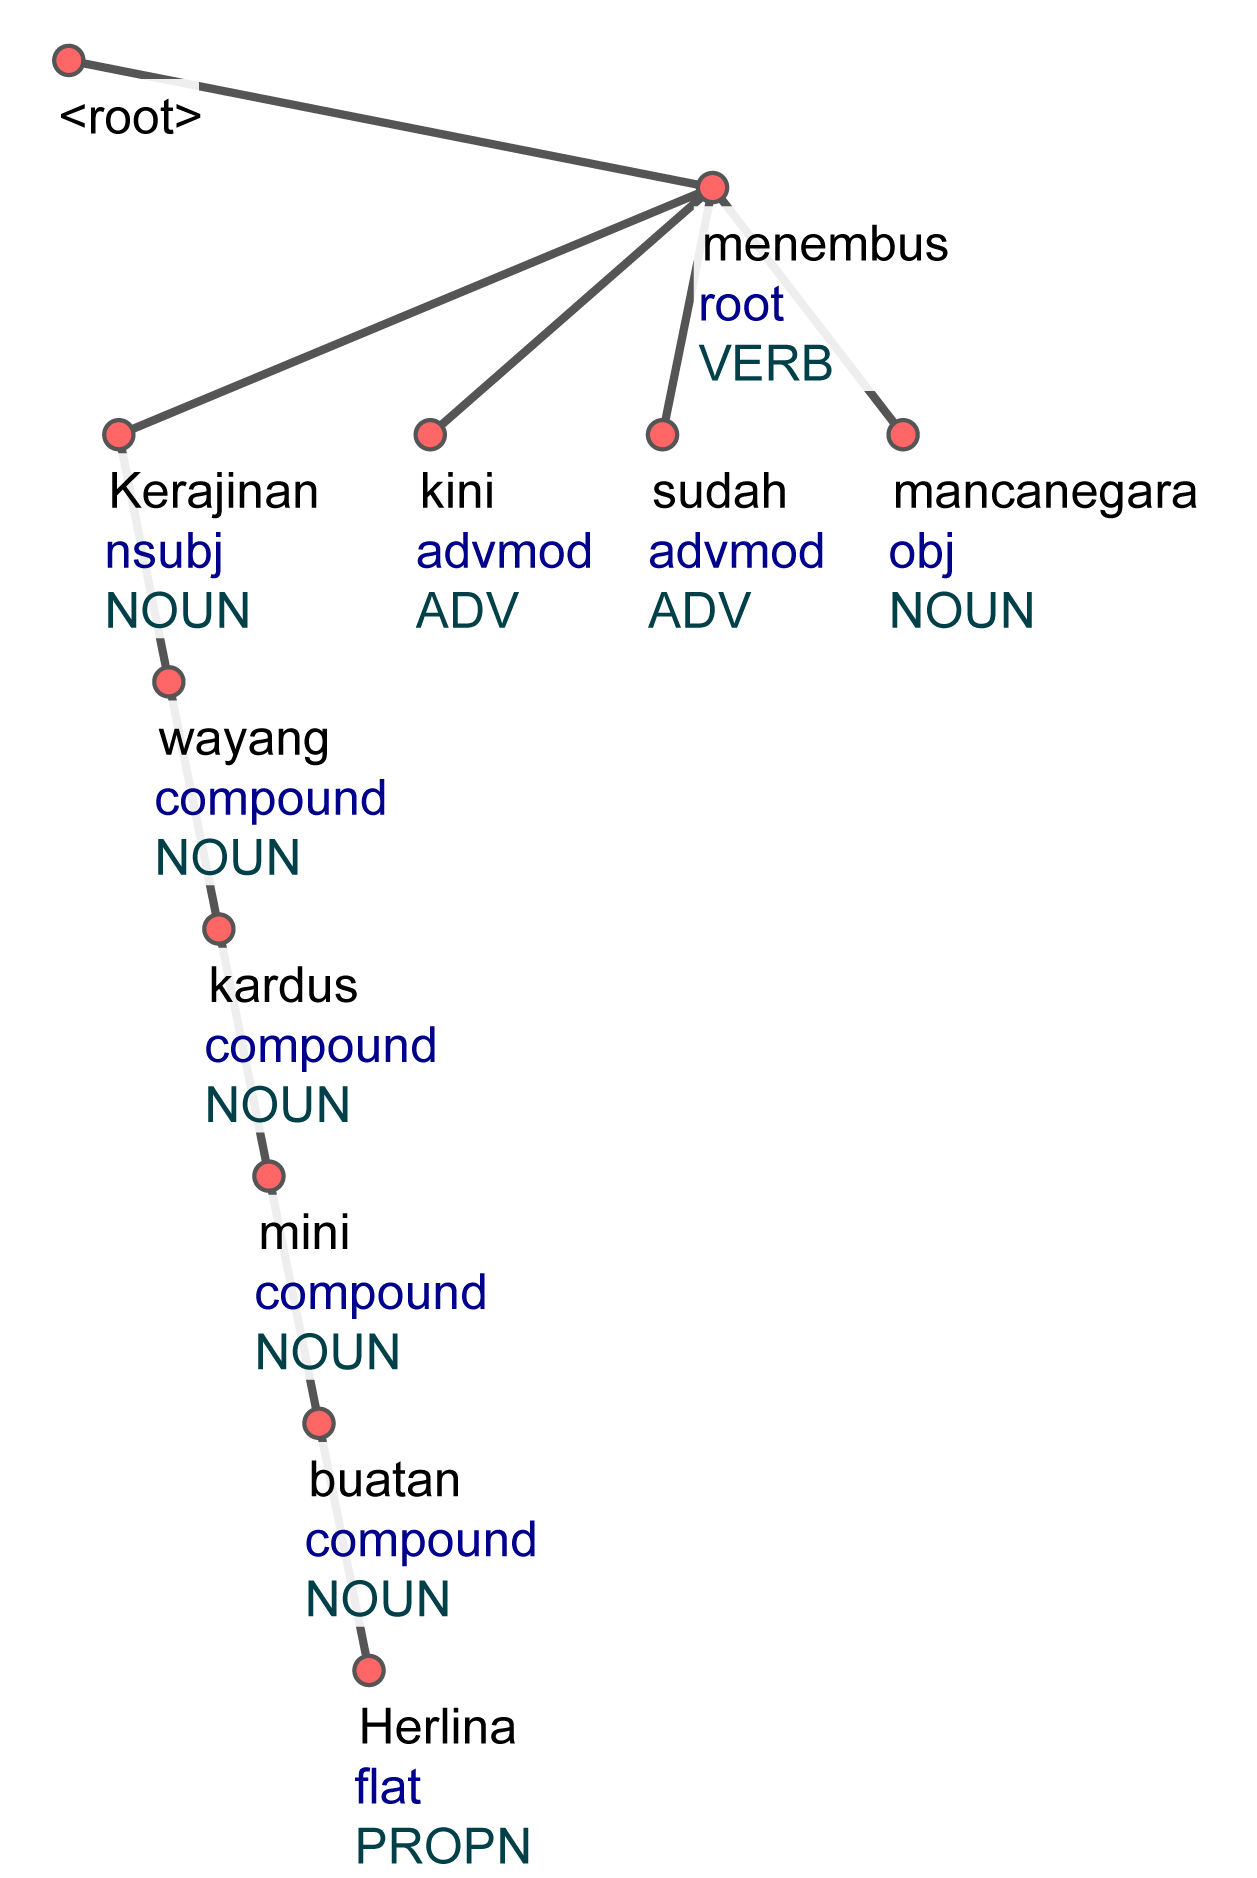 <root>
menembus
root
VERB
Kerajinan
nsubj
NOUN
kini
advmod
ADV
sudah
advmod
ADV
mancanegara
obj
NOUN
wayang
compound
NOUN
kardus
compound
NOUN
mini
compound
NOUN
buatan
compound
NOUN
Herlina
flat
PROPN